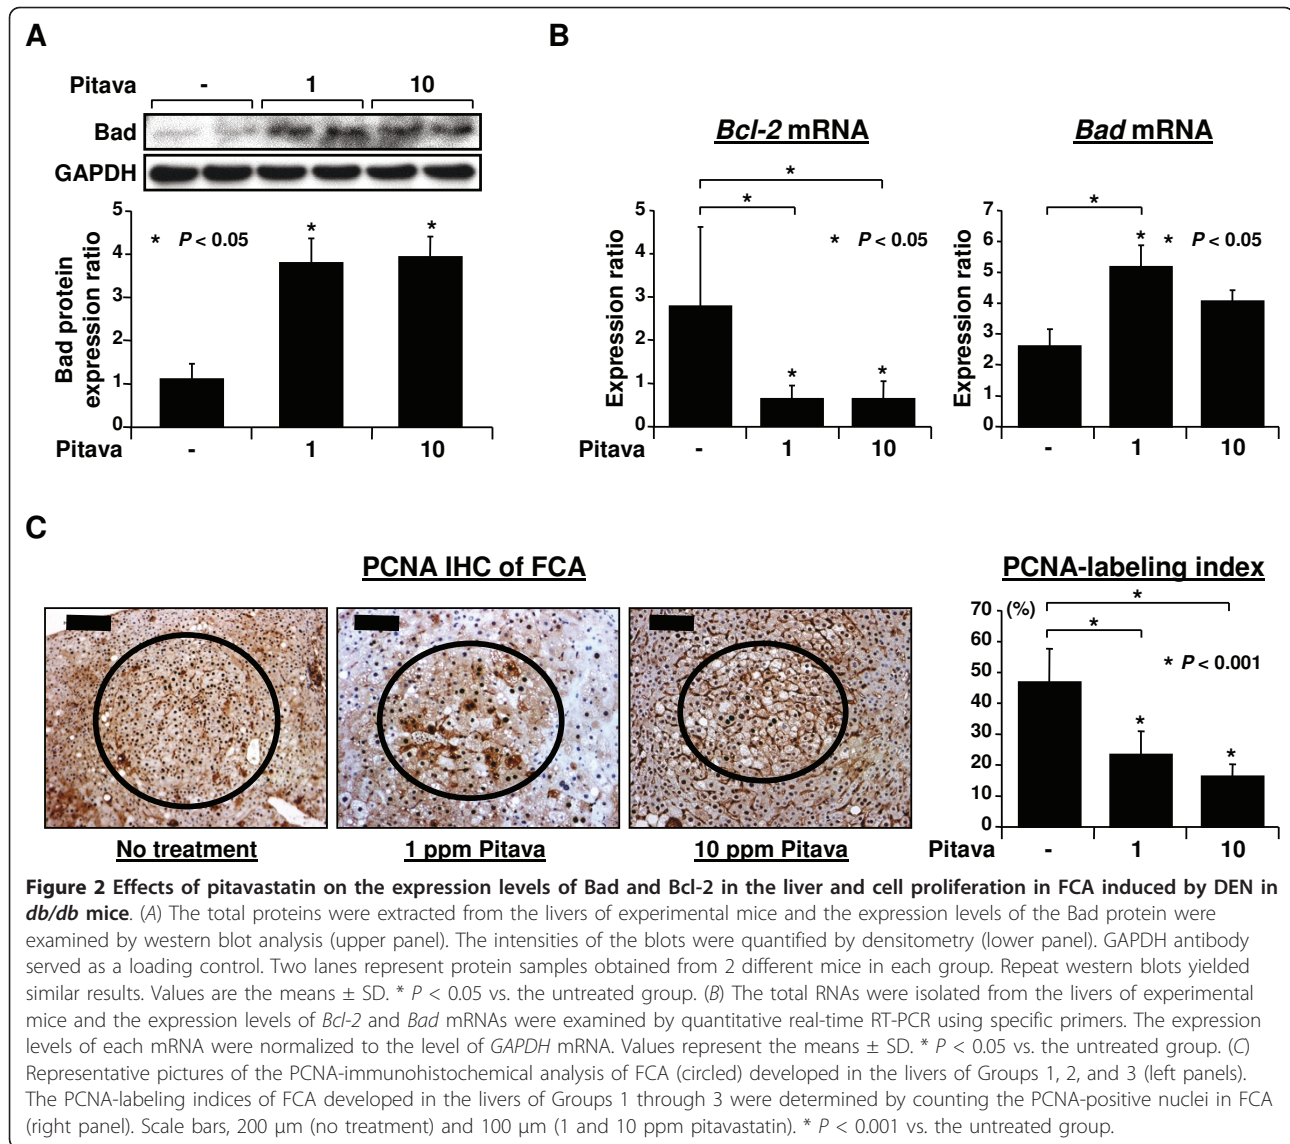 A
Pitava - 1 10
Bad
GAPDH
Bad protein
expression ratio
5
4
3
2
1
0
* P < 0.05
* *
Pitava - 1 10
B
Bcl-2 mRNA
*
*
Expression ratio
5
4
3
2
1
0
* P < 0.05
* *
- 1 10
Bad mRNA
*
Expression ratio
7
6
5
4
3
2
1
0
* * P < 0.05
- 1 10
C
PCNA IHC of FCA
No treatment
1 ppm Pitava
10 ppm Pitava
PCNA-labeling index
(%)
70
60
50
40
30
20
10
0
*
*
* P < 0.001
*
*
Pitava - 1 10
Figure 2 Effects of pitavastatin on the expression levels of Bad and Bcl-2 in the liver and cell proliferation in FCA induced by DEN in
db/db mice. (A) The total proteins were extracted from the livers of experimental mice and the expression levels of the Bad protein were
examined by western blot analysis (upper panel). The intensities of the blots were quantified by densitometry (lower panel). GAPDH antibody
served as a loading control. Two lanes represent protein samples obtained from 2 different mice in each group. Repeat western blots yielded
similar results. Values are the means ± SD. * P < 0.05 vs. the untreated group. (B) The total RNAs were isolated from the livers of experimental
mice and the expression levels of Bcl-2 and Bad mRNAs were examined by quantitative real-time RT-PCR using specific primers. The expression
levels of each mRNA were normalized to the level of GAPDH mRNA. Values represent the means ± SD. * P < 0.05 vs. the untreated group. (C)
Representative pictures of the PCNA-immunohistochemical analysis of FCA (circled) developed in the livers of Groups 1, 2, and 3 (left panels).
The PCNA-labeling indices of FCA developed in the livers of Groups 1 through 3 were determined by counting the PCNA-positive nuclei in FCA
(right panel). Scale bars, 200 μm (no treatment) and 100 μm (1 and 10 ppm pitavastatin). * P < 0.001 vs. the untreated group.